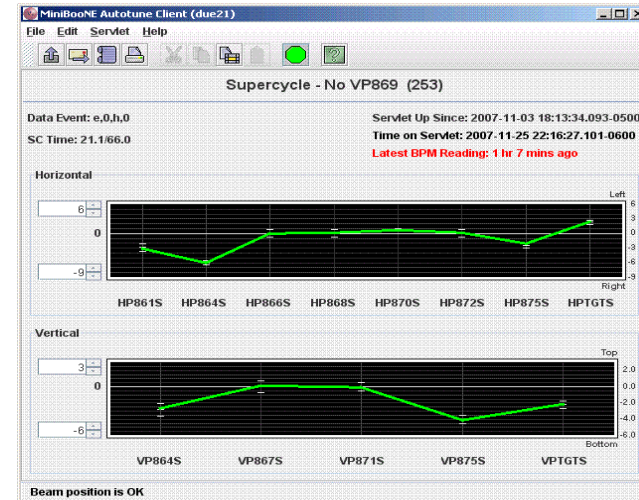 MiniBooNE Autotune Client (due21)
File Edit Servlet Help
Supercycle - No VP869 (253)
Data Event: e,0,h,0
Servlet Up Since: 2007-11-03 18:13:34.093-0500
SC Time: 21.1/66.0
Time on Servlet: 2007-11-25 22:16:27.101-0600
Latest BPM Reading: 1 hr 7 mins ago
Horizontal
Left
6
0
-9
6
3
0
-3
-6
-9
Right
HP861S HP864S HP866S HP868S HP870S HP872S HP875S HPTGTS
Vertical
Top
3
0
-6
2.0
0.0
-2.0
-4.0
-6.0
Bottom
VP864S VP867S VP871S VP875S VPTGTS
Beam position is OK